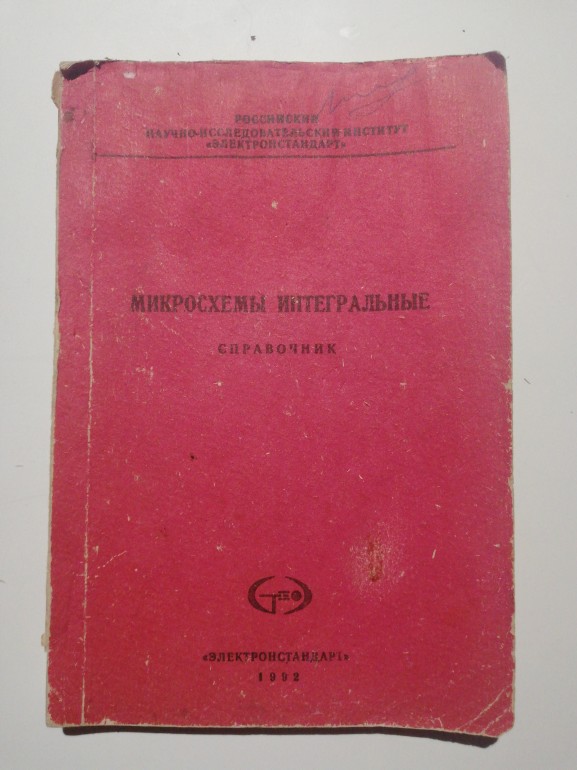 РОССИЙСКИЙ
НАУЧНО-ИССЛЕДОВАТЕЛЬСКИЙ ИНСТИТУТ
«ЭЛЕКТРОНСТАНДАРТ»
МИКРОСХЕМЫ ИНТЕГРАЛЬНЫЕ
СПРАВОЧНИК
«ЭЛЕКТРОНСТАНДАРТ»
1992